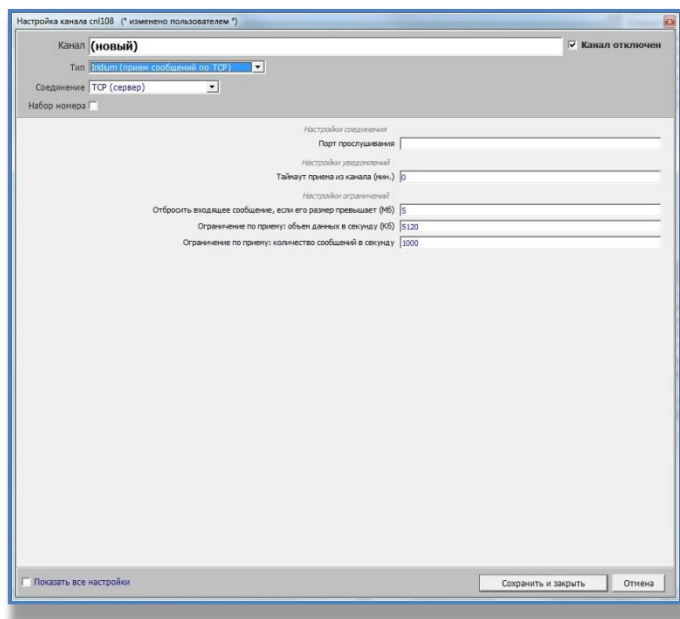 Настройка канала cnl108 (* изменено пользователем *)
Канал (новый) Канал отключен
Тип Iridium (прием сообщений по TCP)
Соединение TCP (сервер)
Набор номера
Настройки соединения
Порт прослушивания
Настройки уведомлений
Таймаут приема из канала (мин.) 0
Настройки ограничений
Отбросить входящее сообщение, если его размер превышает (Мб) 5
Ограничение по приему: объем данных в секунду (Кб) 5120
Ограничение по приему: количество сообщений в секунду 1000
Показать все настройки Сохранить и закрыть Отмена